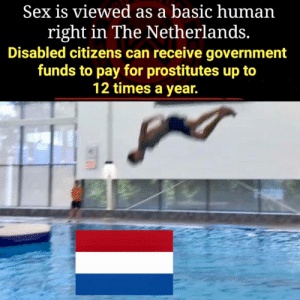 Sex is viewed as a basic human
right in The Netherlands.
Disabled citizens can receive government
funds to pay for prostitutes up to
12 times a year.